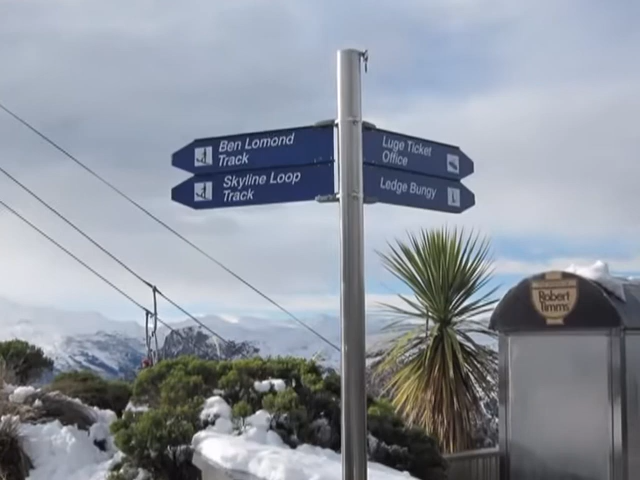 Ben Lomond
Track
Skyline Loop
Track
Luge Ticket
Office
Ledge Bungy
Robert
Timms